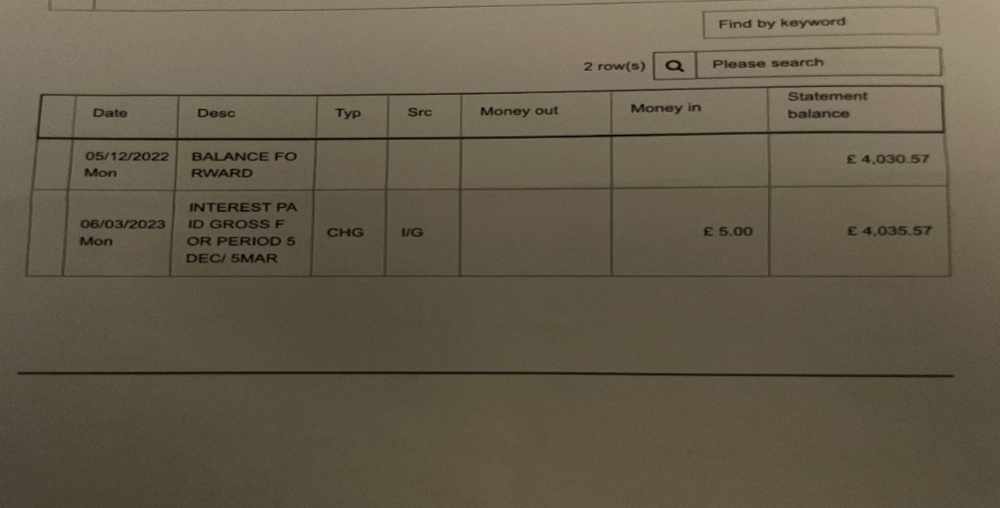 Find by keyword
2 row(s) Please search
Date Desc Typ Src Money out Money in Statement
balance
05/12/2022 BALANCE FO £ 4,030.57
Mon RWARD
INTEREST PA
06/03/2023 ID GROSS F CHG I/G £ 5.00 £ 4,035.57
Mon OR PERIOD 5
DEC/ 5MAR